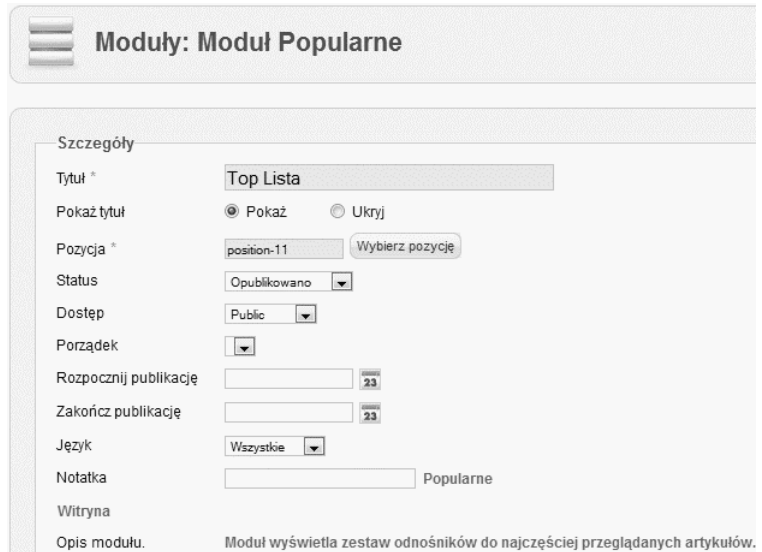 Moduły: Moduł Popularne
Szczegóły
Tytuł * Top Lista
Pokaż tytuł Pokaż Ukryj
Pozycja * position-11 Wybierz pozycję
Status Opublikowano
Dostęp Public
Porządek
Rozpocznij publikację 23
Zakończ publikację 23
Język Wszystkie
Notatka Popularne
Witryna
Opis modułu. Moduł wyświetla zestaw odnośników do najczęściej przeglądanych artykułów.